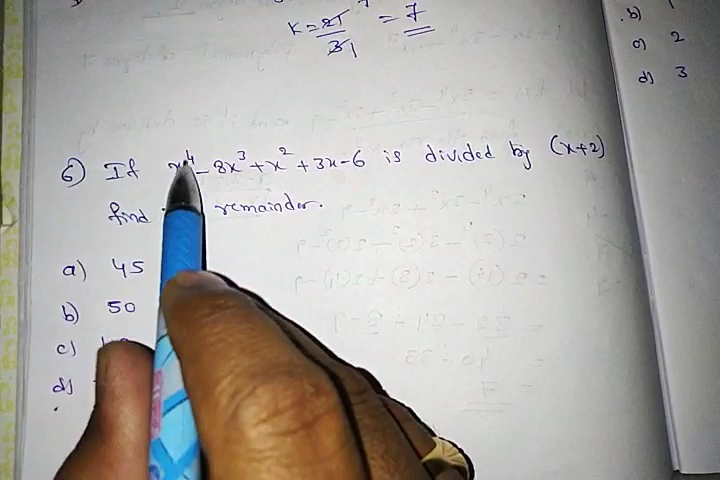 K = 21/31 = 7
6) If x⁴ - 8x³ + x² + 3x - 6 is divided by (x+2)
find remainder.
a) 45
b) 50
c)
d)
b)
c) 2
d) 3